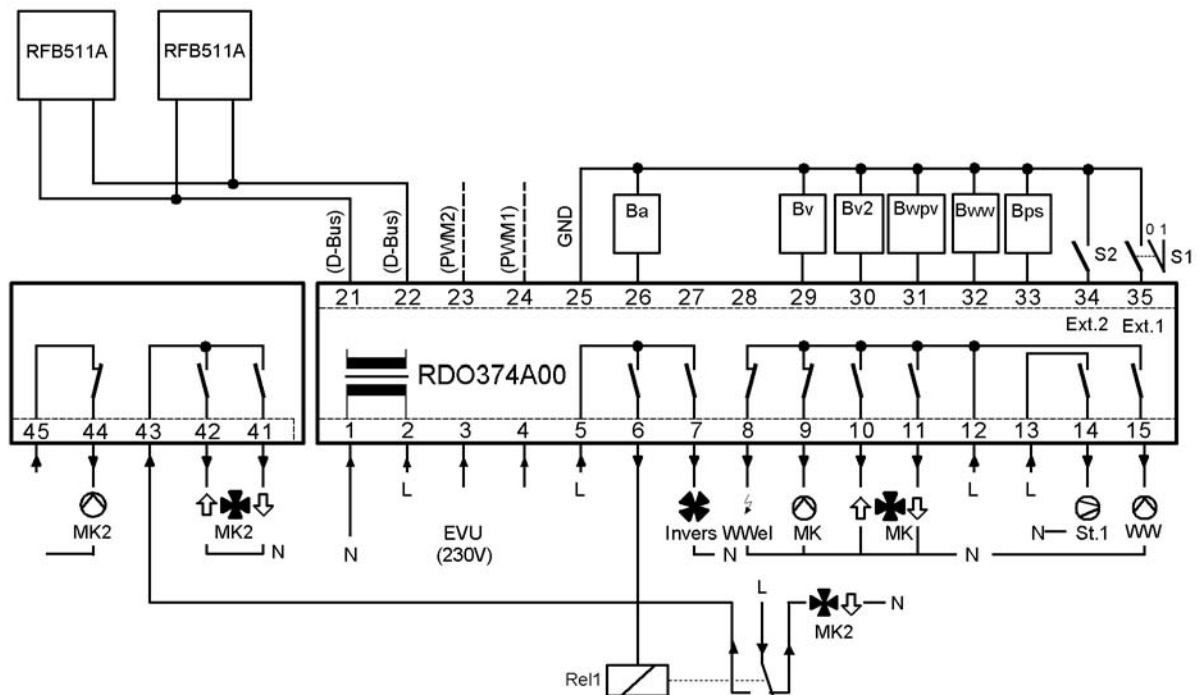 RFB511A RFB511A
(D-Bus) (D-Bus) (PWM2) (PWM1) GND Ba Bv Bv2 Bwpv Bww Bps S2 0 1 S1
21 22 23 24 25 26 27 28 29 30 31 32 33 34 35
Ext.2 Ext.1
RDO374A00
45 44 43 42 41 1 2 3 4 5 6 7 8 9 10 11 12 13 14 15
L L L L
MK2 MK2 N N EVU Invers WWel MK MK N St.1 WW
(230V) N N
L N
MK2
Rel1